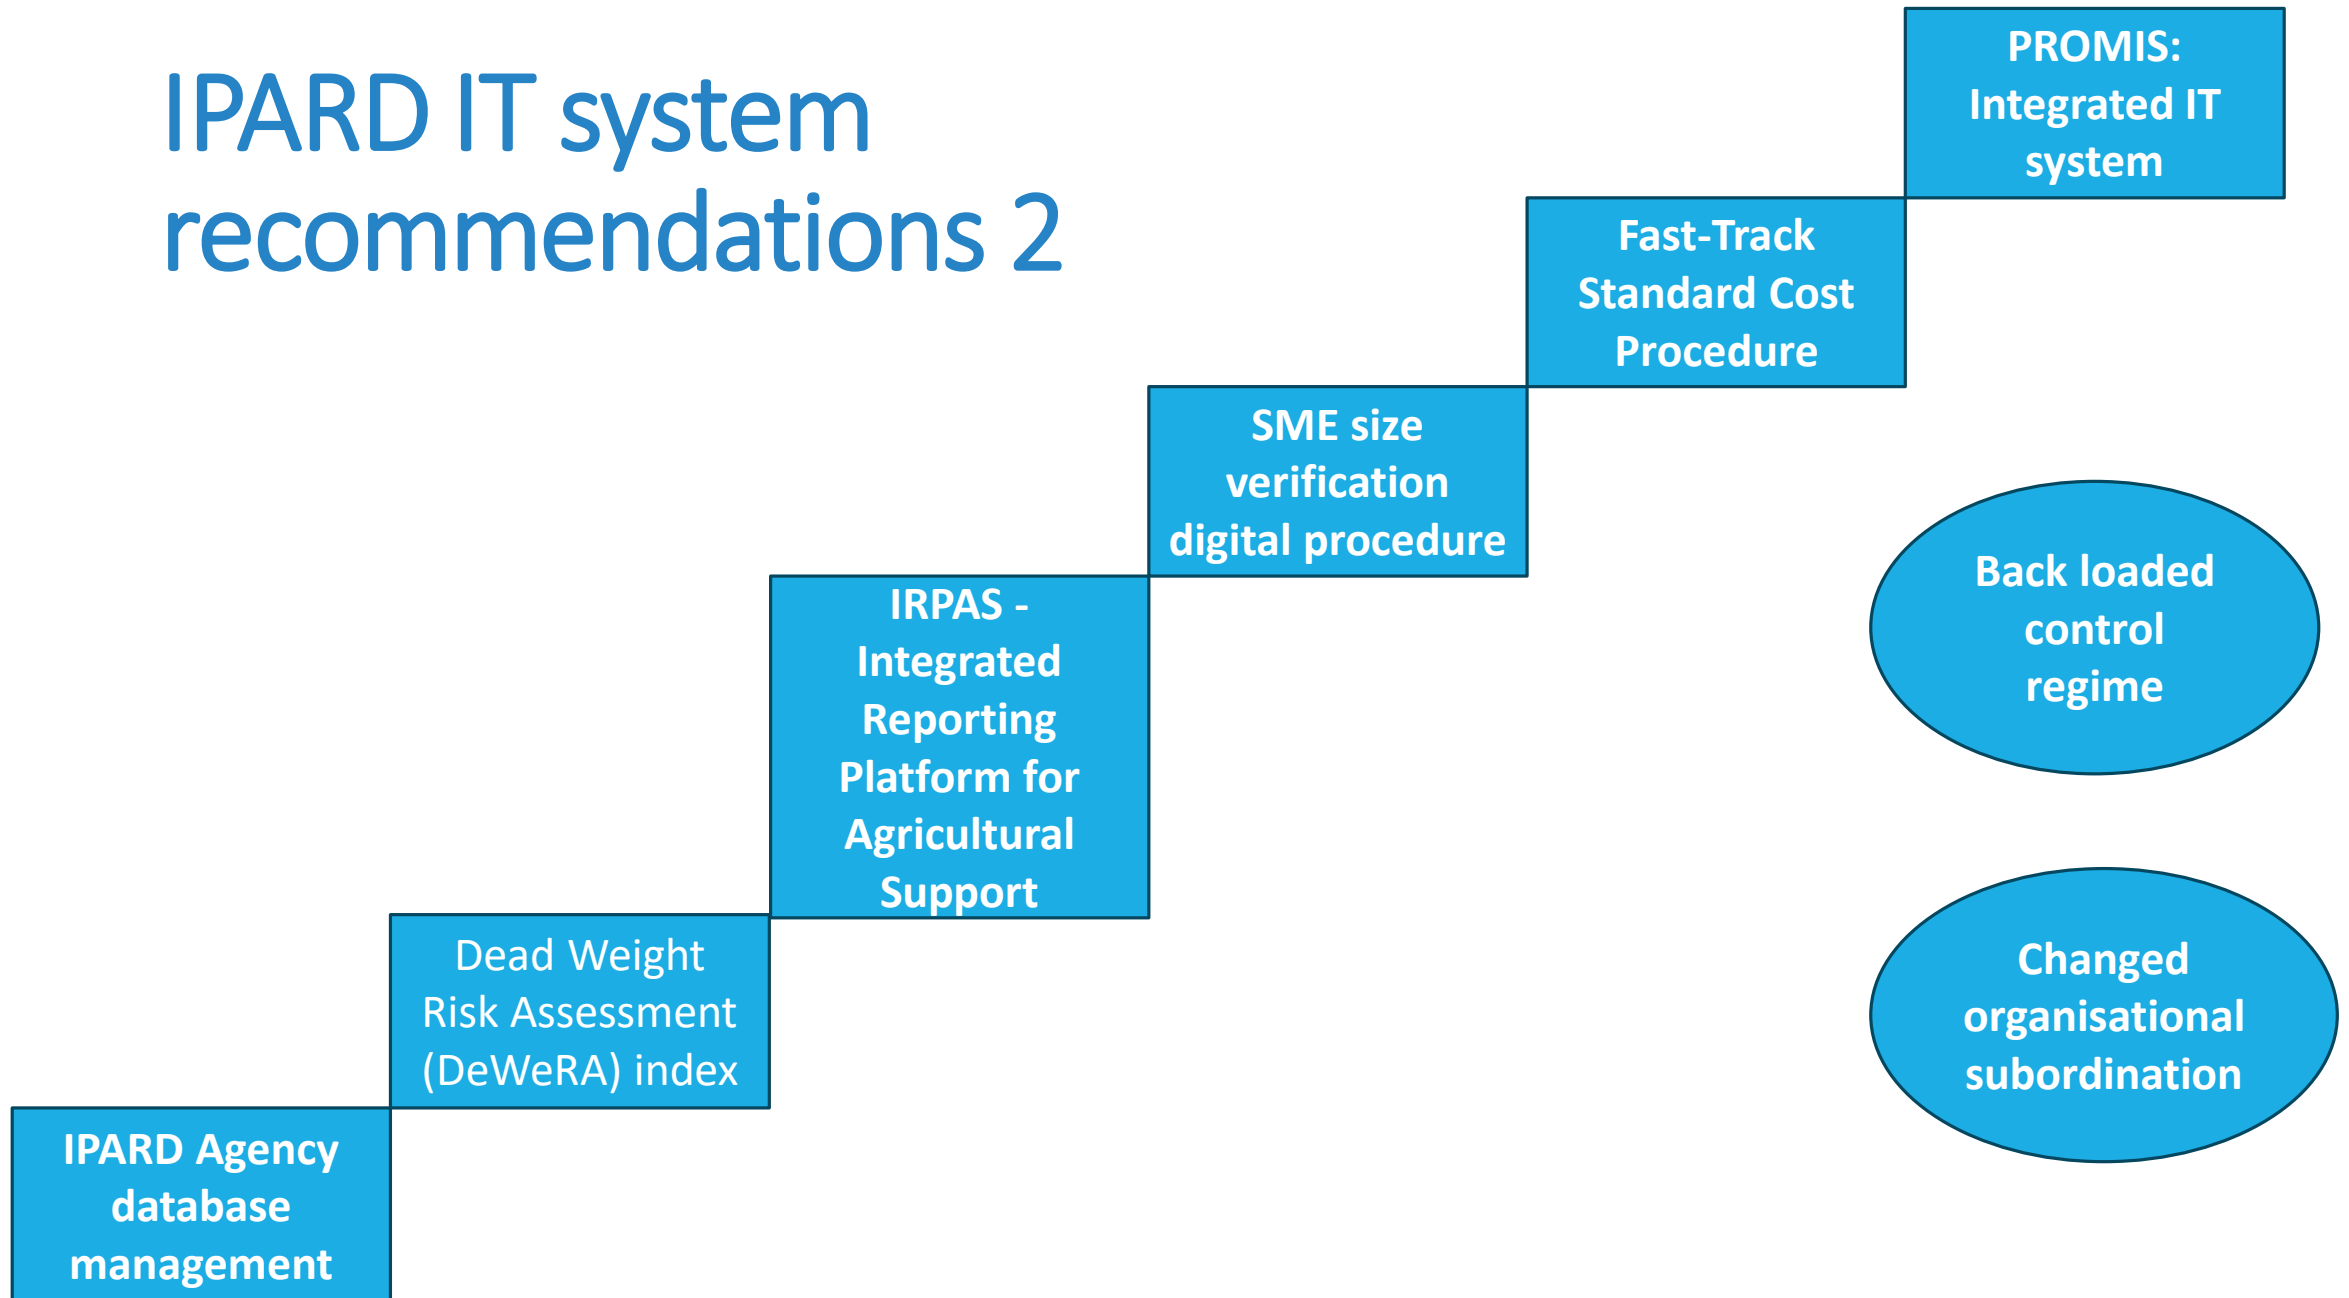 IPARD IT system
recommendations 2
PROMIS:
Integrated IT
system
Fast-Track
Standard Cost
Procedure
SME size
verification
digital procedure
IRPAS -
Integrated
Reporting
Platform for
Agricultural
Support
Dead Weight
Risk Assessment
(DeWeRA) index
IPARD Agency
database
management
Back loaded
control
regime
Changed
organisational
subordination